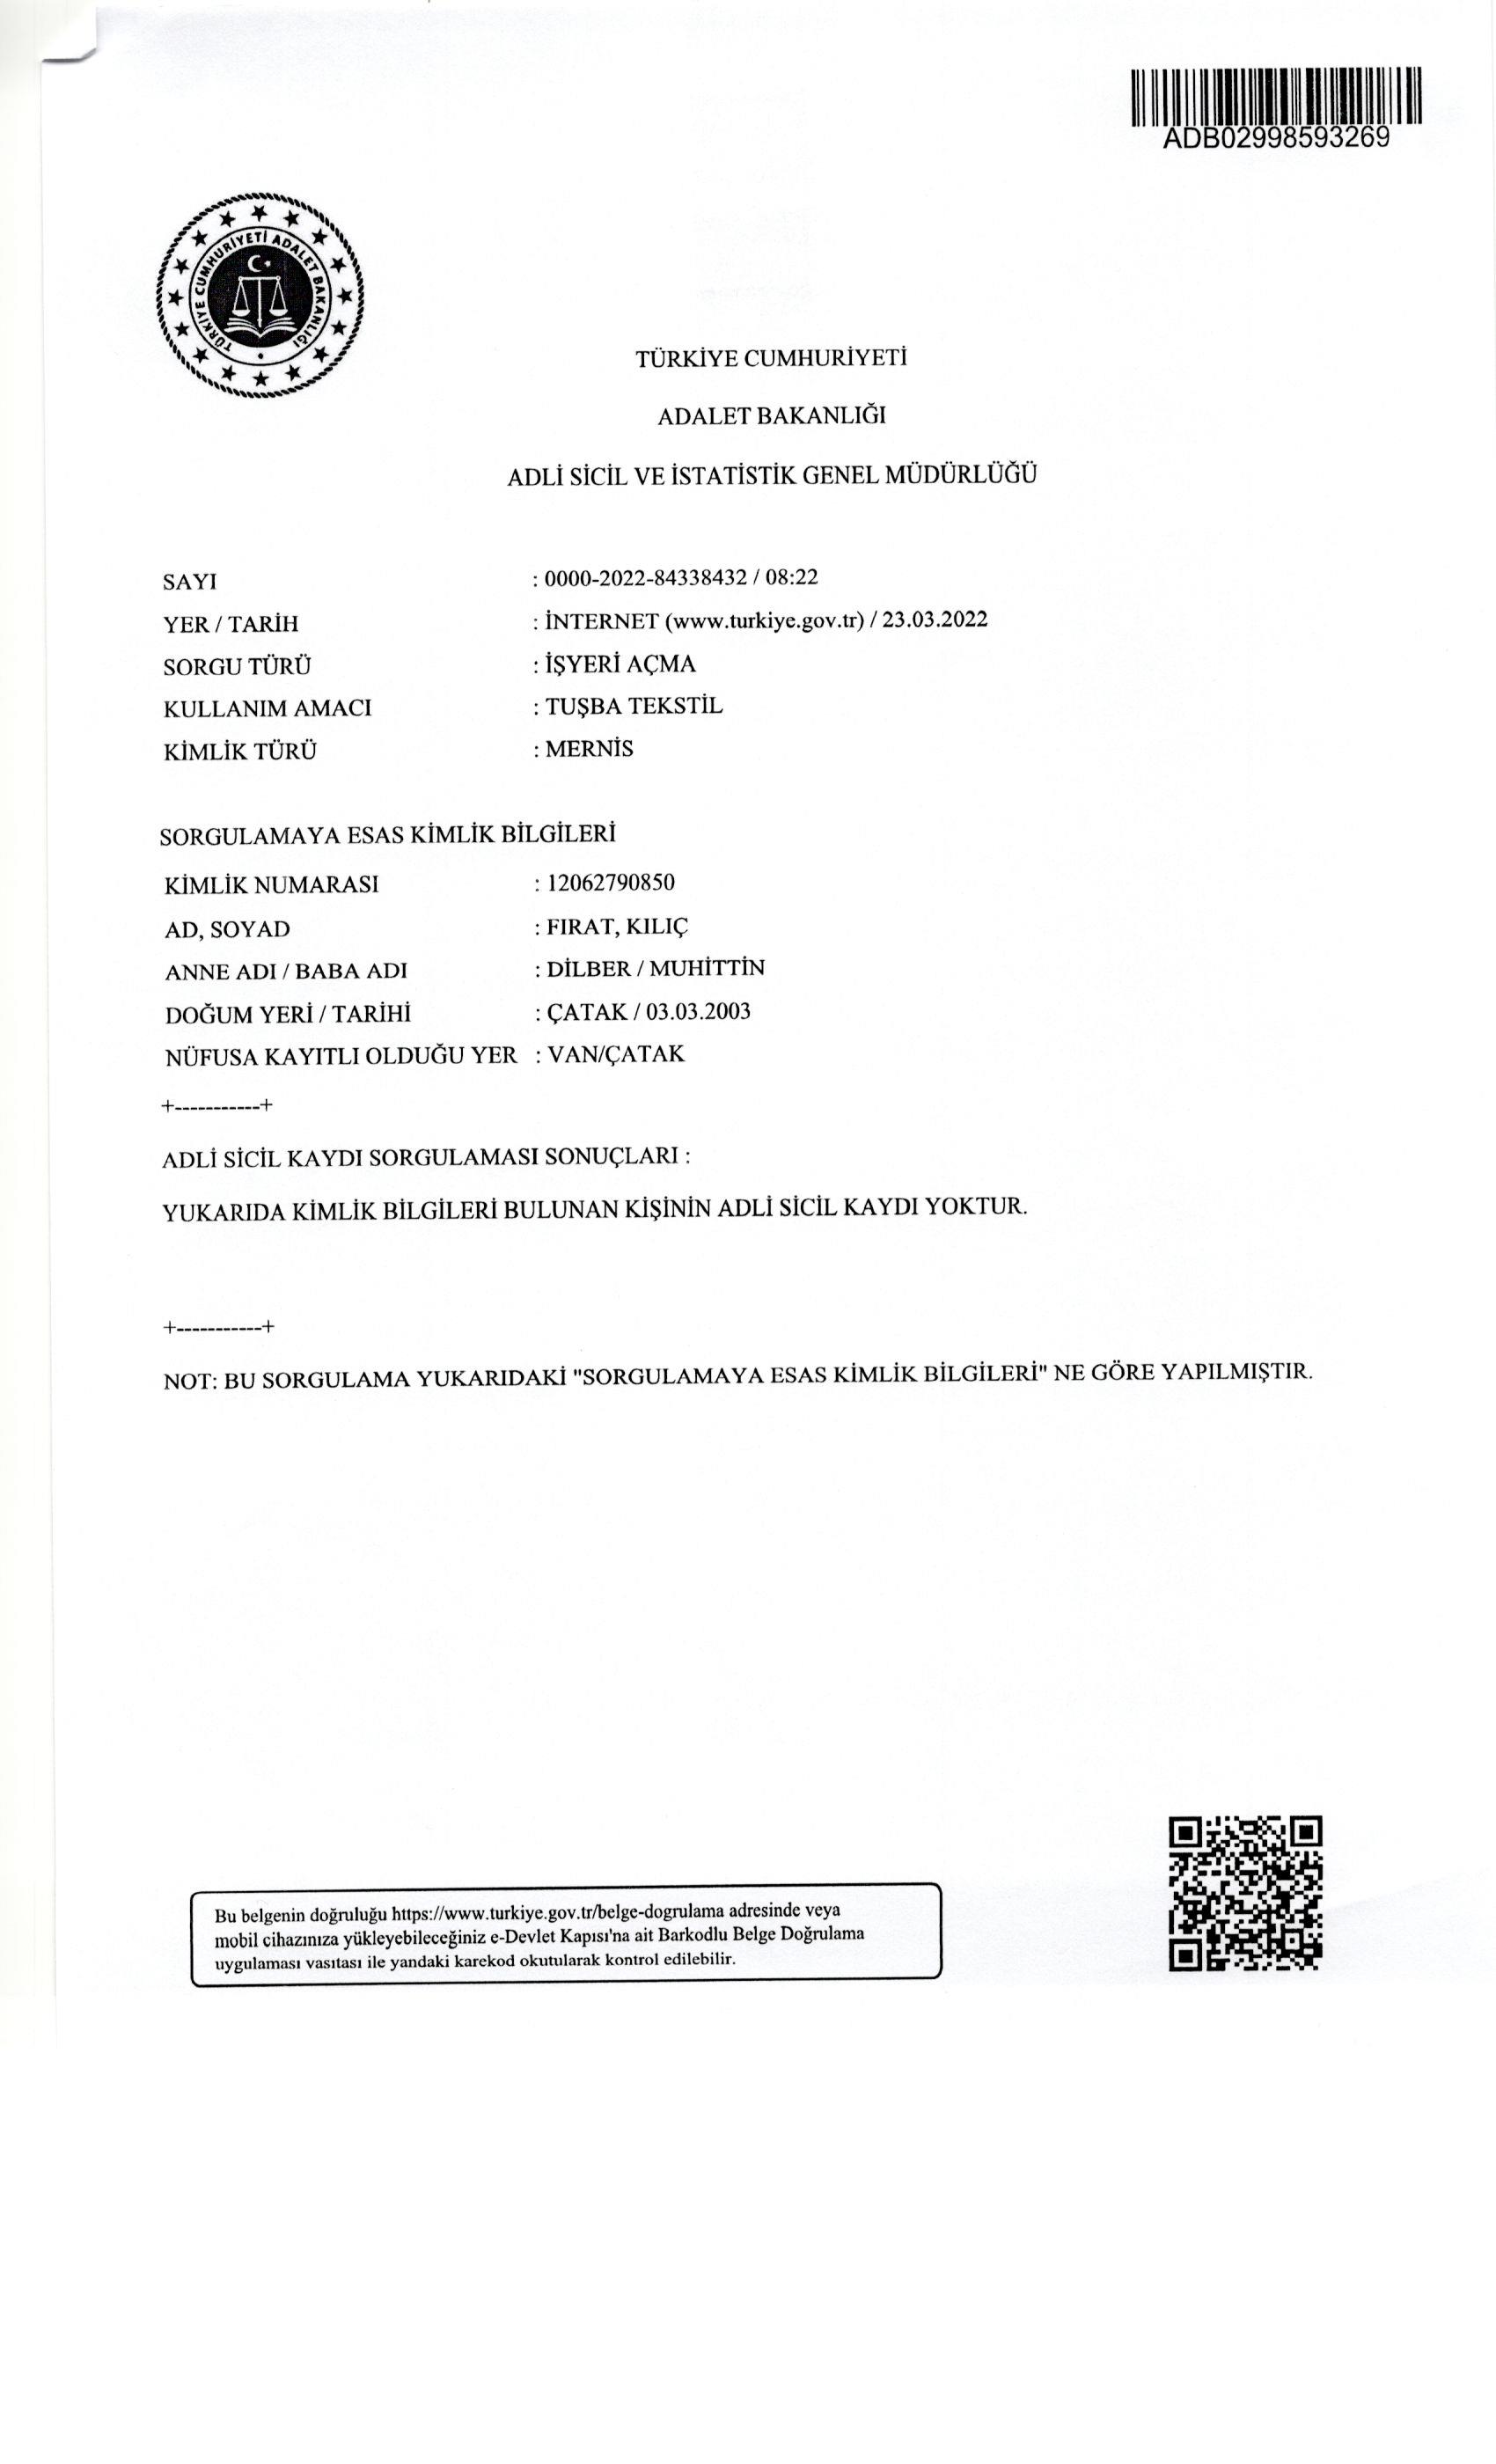 ADB02998593269
TÜRKİYE CUMHURİYETİ ADALET BAKANLIĞI
TÜRKİYE CUMHURİYETİ
ADALET BAKANLIĞI
ADLİ SİCİL VE İSTATİSTİK GENEL MÜDÜRLÜĞÜ
SAYI : 0000-2022-84338432 / 08:22
YER / TARİH : İNTERNET (www.turkiye.gov.tr) / 23.03.2022
SORGU TÜRÜ : İŞYERİ AÇMA
KULLANIM AMACI : TUŞBA TEKSTİL
KİMLİK TÜRÜ : MERNİS
SORGULAMAYA ESAS KİMLİK BİLGİLERİ
KİMLİK NUMARASI : 12062790850
AD, SOYAD : FIRAT, KILIÇ
ANNE ADI / BABA ADI : DİLBER / MUHİTTİN
DOĞUM YERİ / TARİHİ : ÇATAK / 03.03.2003
NÜFUSA KAYITLI OLDUĞU YER : VAN/ÇATAK
+-----------+
ADLİ SİCİL KAYDI SORGULAMASI SONUÇLARI :
YUKARIDA KİMLİK BİLGİLERİ BULUNAN KİŞİNİN ADLİ SİCİL KAYDI YOKTUR.
+-----------+
NOT: BU SORGULAMA YUKARIDAKİ "SORGULAMAYA ESAS KİMLİK BİLGİLERİ" NE GÖRE YAPILMIŞTIR.
Bu belgenin doğruluğu https://www.turkiye.gov.tr/belge-dogrulama adresinde veya
mobil cihazınıza yükleyebileceğiniz e-Devlet Kapısı'na ait Barkodlu Belge Doğrulama
uygulaması vasıtası ile yandaki karekod okutularak kontrol edilebilir.